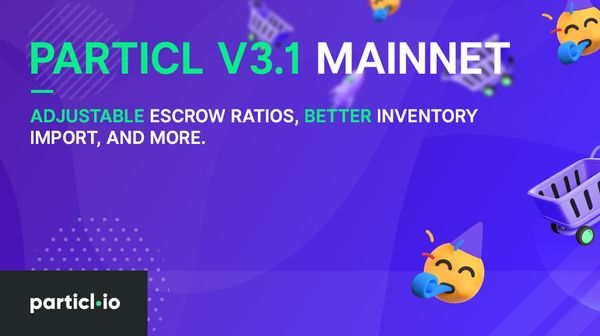 PARTICL V3.1 MAINNET
ADJUSTABLE ESCROW RATIOS, BETTER INVENTORY
IMPORT, AND MORE.
particl.io